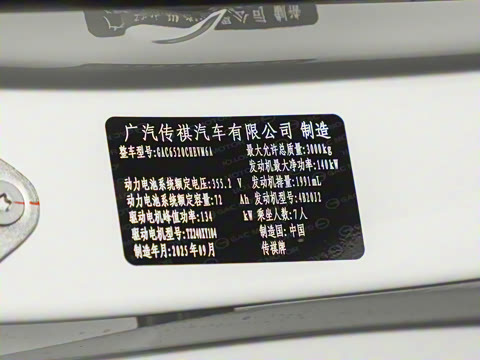 广汽传祺汽车有限公司 制造
整车型号:GAC6520CHEVM6A 最大允许总质量:3000kg
发动机最大净功率:140kW
动力电池系统额定电压:355.2 V 发动机排量:1991mL
动力电池系统额定容量:72 Ah 发动机型号:4B20J2
驱动电机峰值功率:134 kW 乘坐人数:7人
驱动电机型号:TZ240XY104 制造国:中国
制造年月:2025年09月 传祺牌